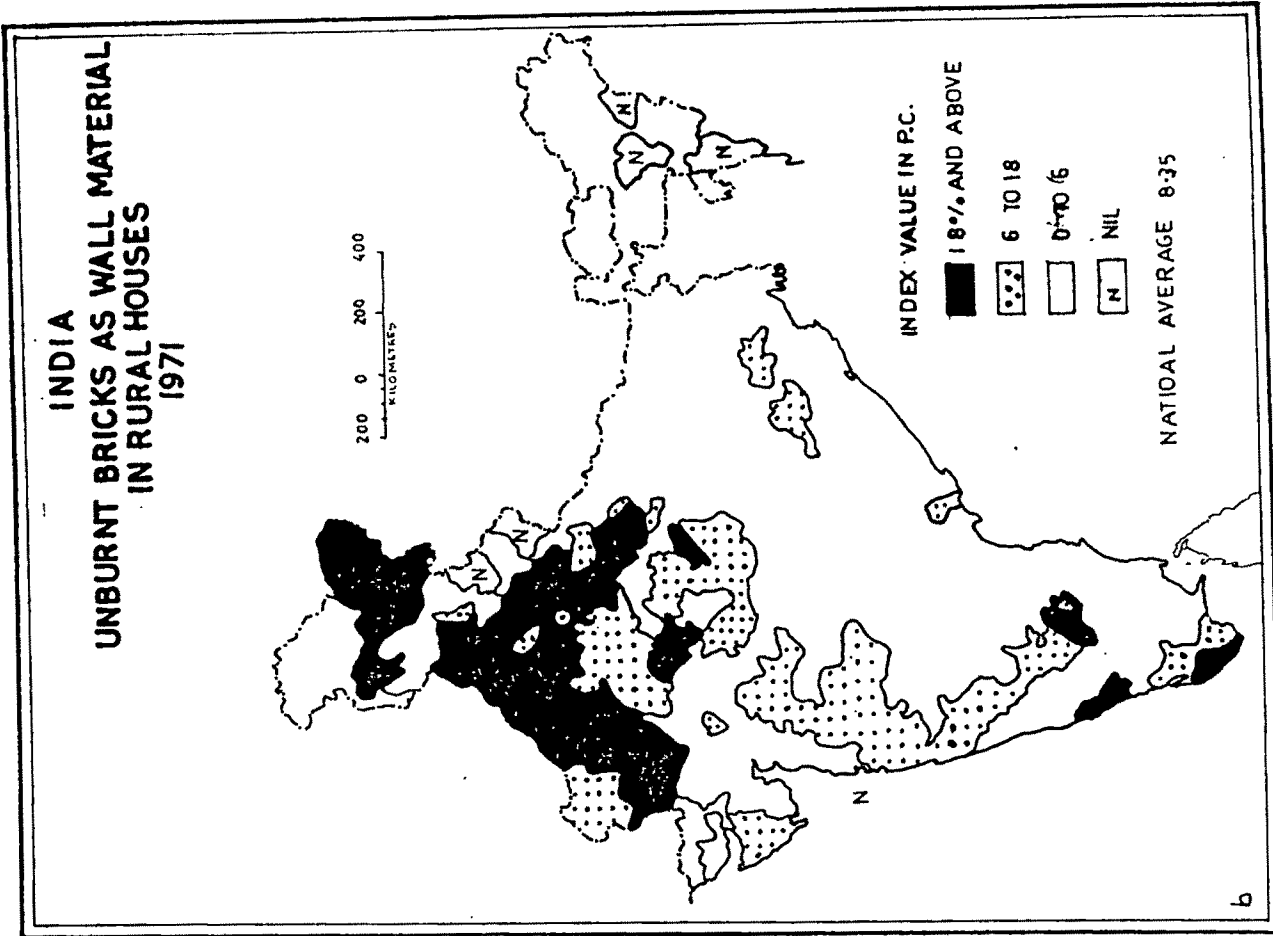 INDIA
UNBURNT BRICKS AS WALL MATERIAL
IN RURAL HOUSES
1971
200 0 200 400
KILOMETRES
N
N
N
N
N
N
INDEX VALUE IN P.C.
18% AND ABOVE
6 TO 18
TO 6
N NIL
NATIOAL AVERAGE 8·35
b